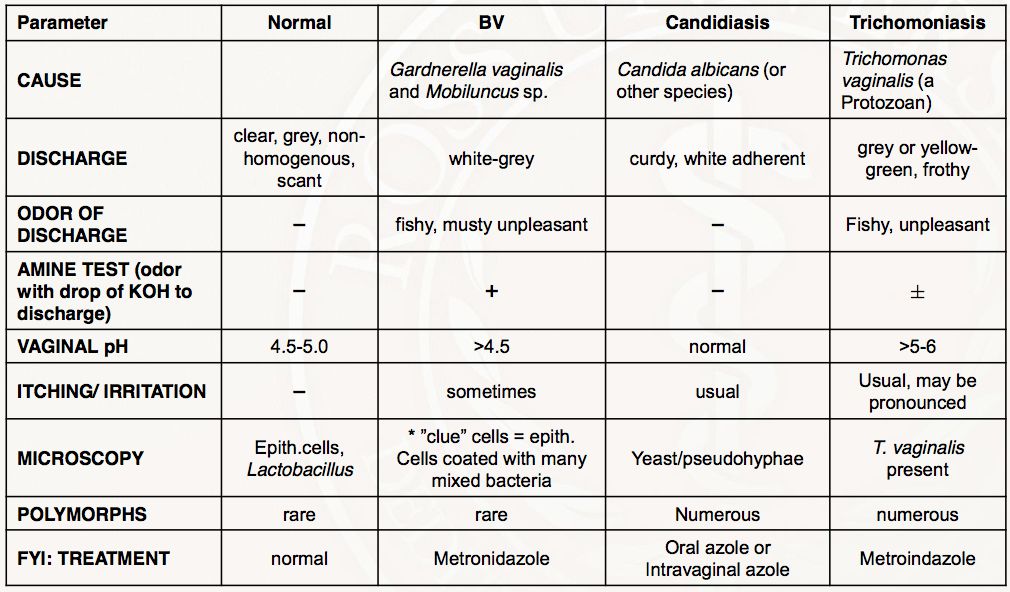 Parameter Normal BV Candidiasis Trichomoniasis
CAUSE
Gardnerella vaginalis
and Mobiluncus sp.
Candida albicans (or
other species)
Trichomonas
vaginalis (a
Protozoan)
DISCHARGE
clear, grey, non-
homogenous,
scant
white-grey
curdy, white adherent
grey or yellow-
green, frothy
ODOR OF
DISCHARGE
–
fishy, musty unpleasant
–
Fishy, unpleasant
AMINE TEST (odor
with drop of KOH to
discharge)
–
+
–
±
VAGINAL pH
4.5-5.0
>4.5
normal
>5-6
ITCHING/ IRRITATION
–
sometimes
usual
Usual, may be
pronounced
MICROSCOPY
Epith.cells,
Lactobacillus
* ”clue” cells = epith.
Cells coated with many
mixed bacteria
Yeast/pseudohyphae
T. vaginalis
present
POLYMORPHS
rare
rare
Numerous
numerous
FYI: TREATMENT
normal
Metronidazole
Oral azole or
Intravaginal azole
Metroindazole